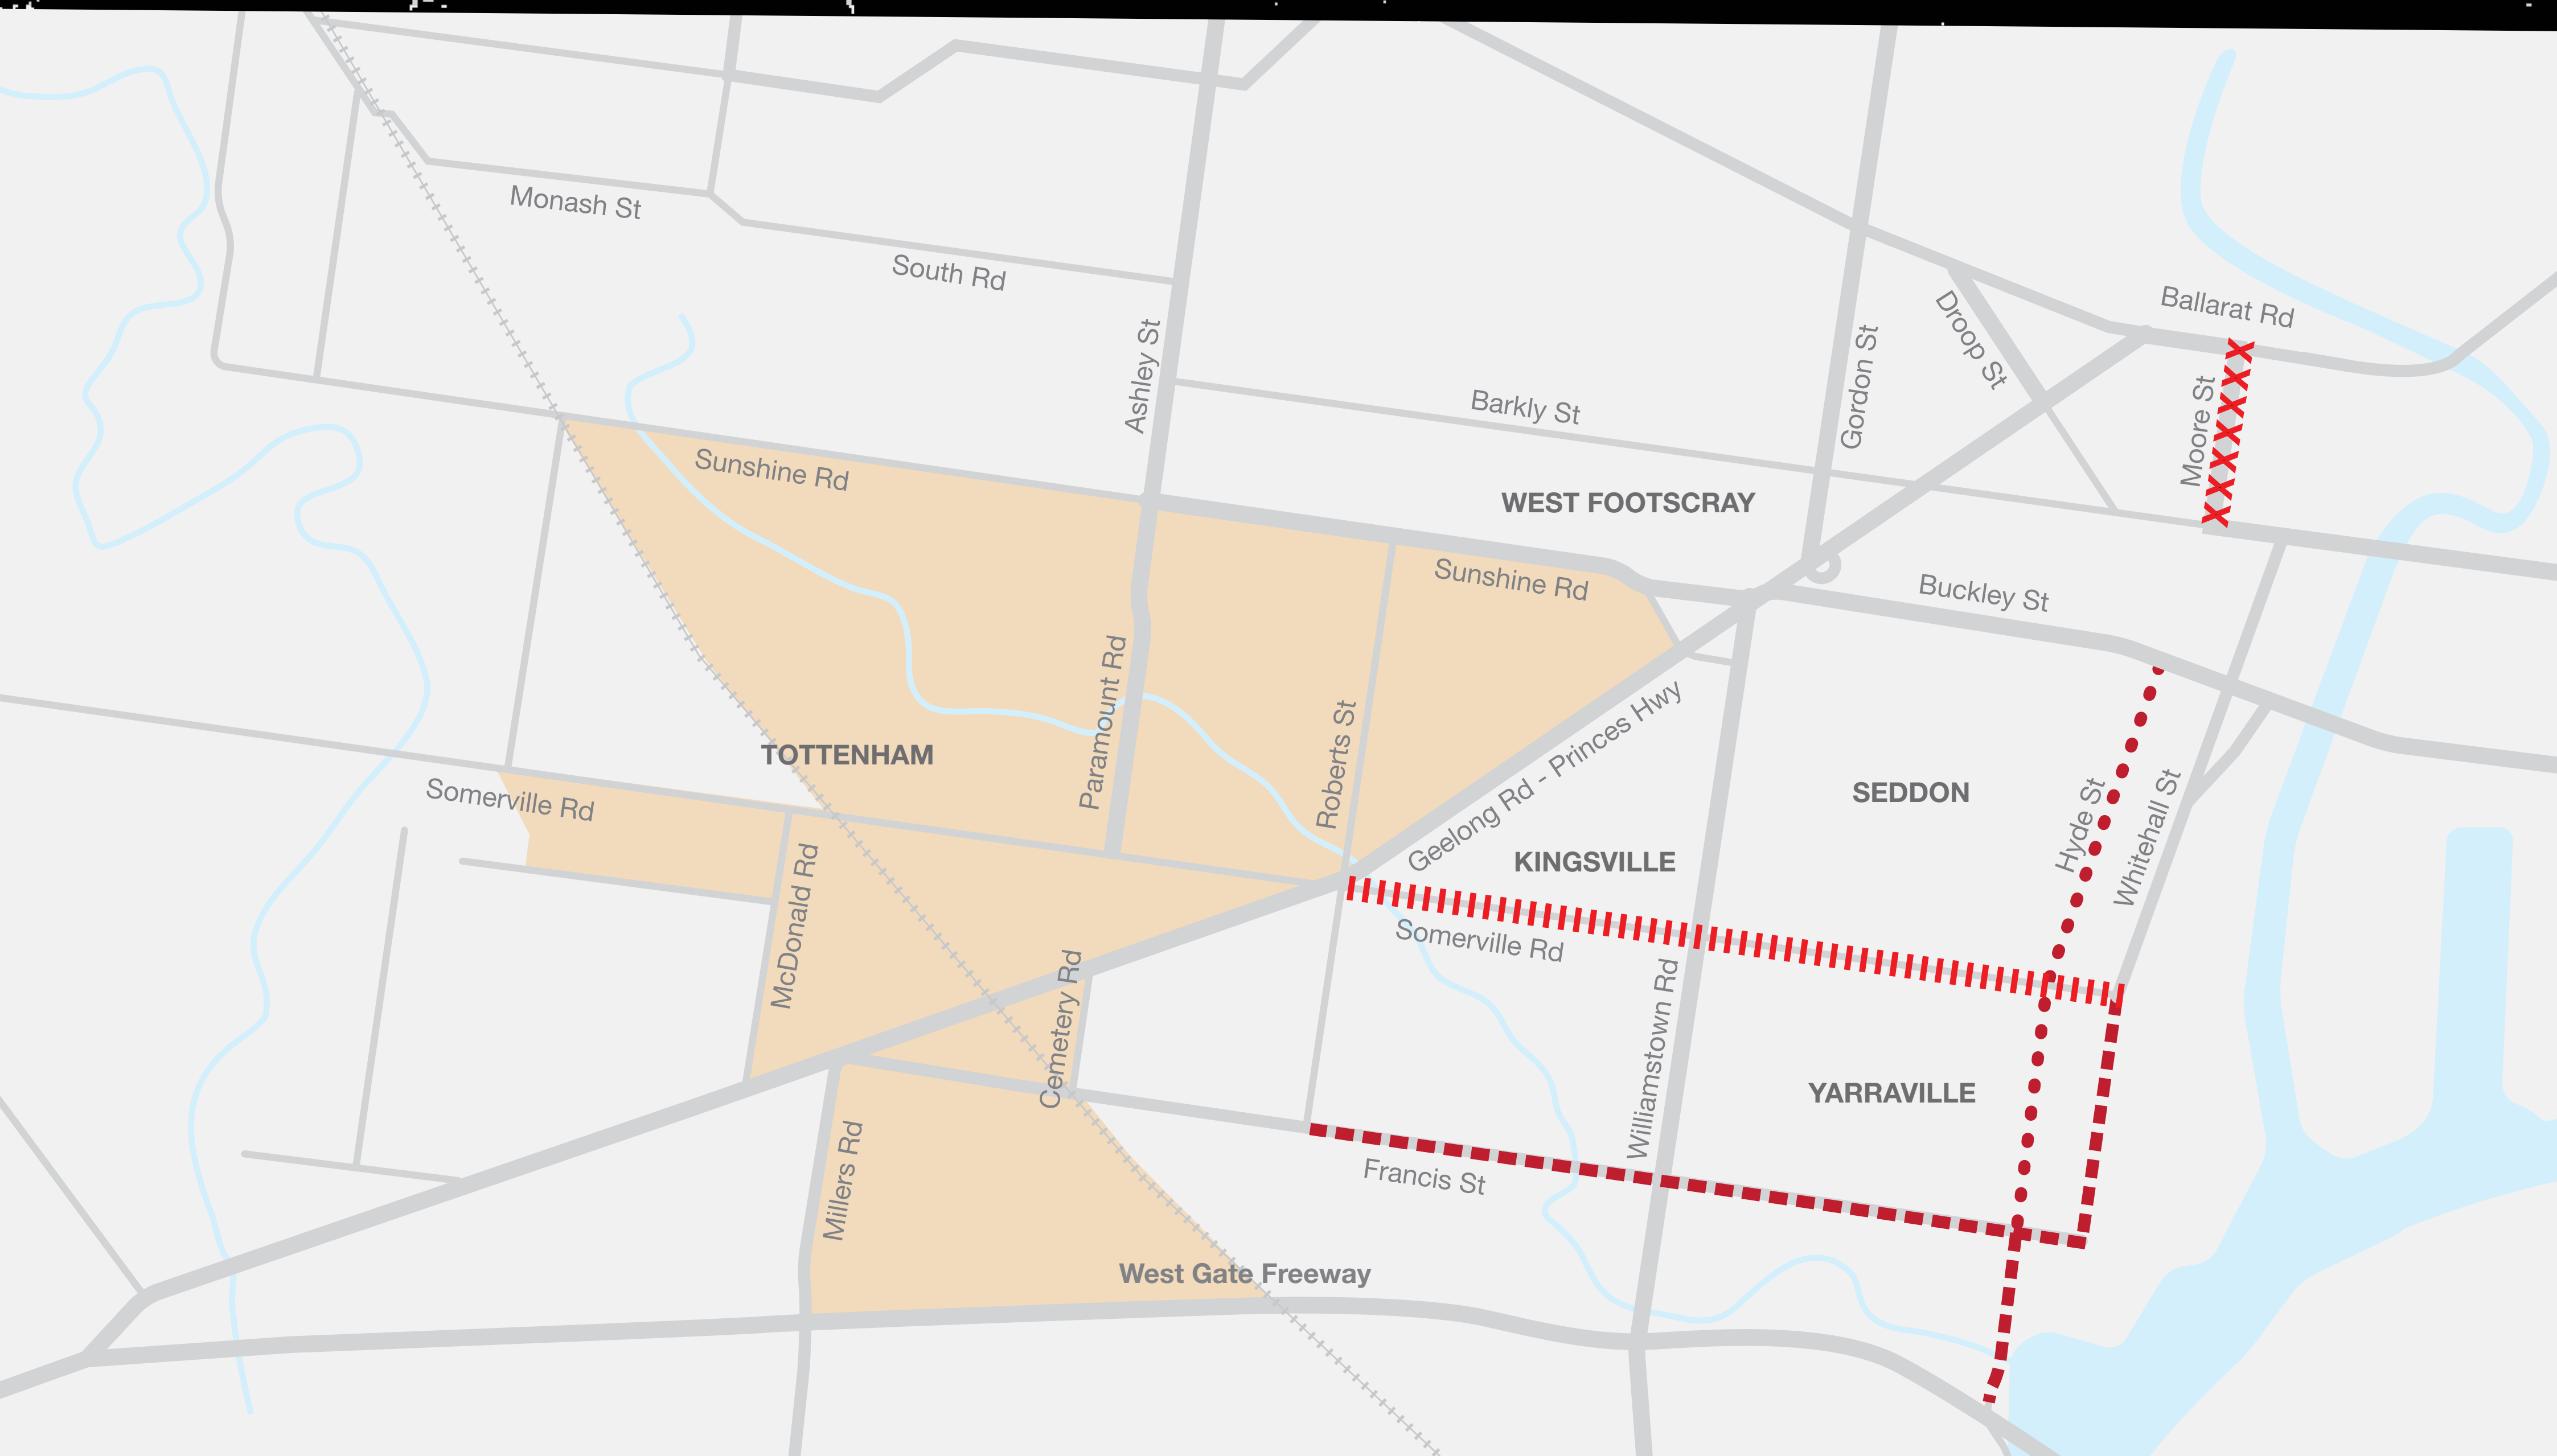 Monash St
South Rd
Ashley St
Ballarat Rd
Droop St
Gordon St
Moore St
Barkly St
Sunshine Rd
WEST FOOTSCRAY
Sunshine Rd
Buckley St
Paramount Rd
Roberts St
Geelong Rd - Princes Hwy
TOTTENHAM
Somerville Rd
SEDDON
Hyde St
Whitehall St
KINGSVILLE
McDonald Rd
Somerville Rd
Cemetery Rd
Williamstown Rd
YARRAVILLE
Millers Rd
Francis St
West Gate Freeway